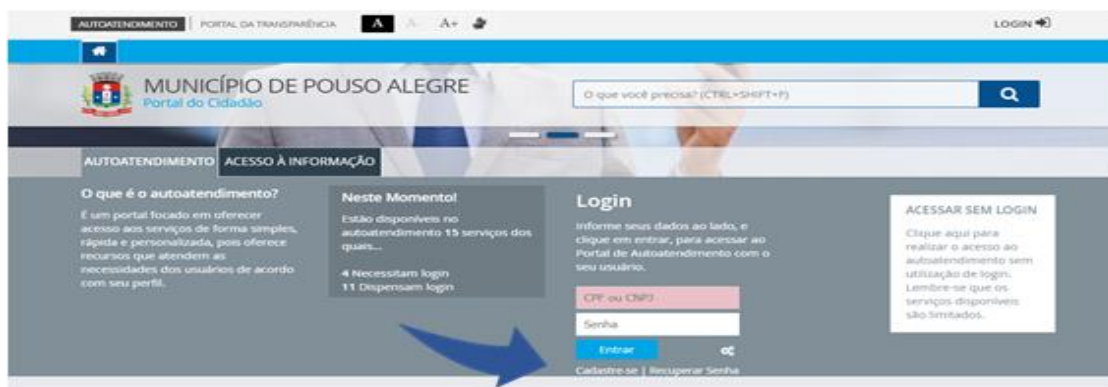 AUTOATENDIMENTO | PORTAL DA TRANSPARÊNCIA A A- A+
LOGIN
MUNICÍPIO DE POUSO ALEGRE
Portal do Cidadão
O que você precisa? (CTRL+SHIFT+F)
AUTOATENDIMENTO ACESSO À INFORMAÇÃO
O que é o autoatendimento?
É um portal focado em oferecer
acesso aos serviços de forma simples,
rápida e personalizada, pois oferece
recursos que atendem as
necessidades dos usuários de acordo
com seu perfil.
Neste Momento!
Estão disponíveis no
autoatendimento 15 serviços dos
quais...
4 Necessitam login
11 Dispensam login
Login
Informe seus dados ao lado, e
clique em entrar, para acessar ao
Portal de Autoatendimento com o
seu usuário.
CPF ou CNPJ
Senha
Entrar
Cadastre-se | Recuperar Senha
ACESSAR SEM LOGIN
Clique aqui para
realizar o acesso ao
autoatendimento sem
utilização de login.
Lembre-se que os
serviços disponíveis
são limitados.